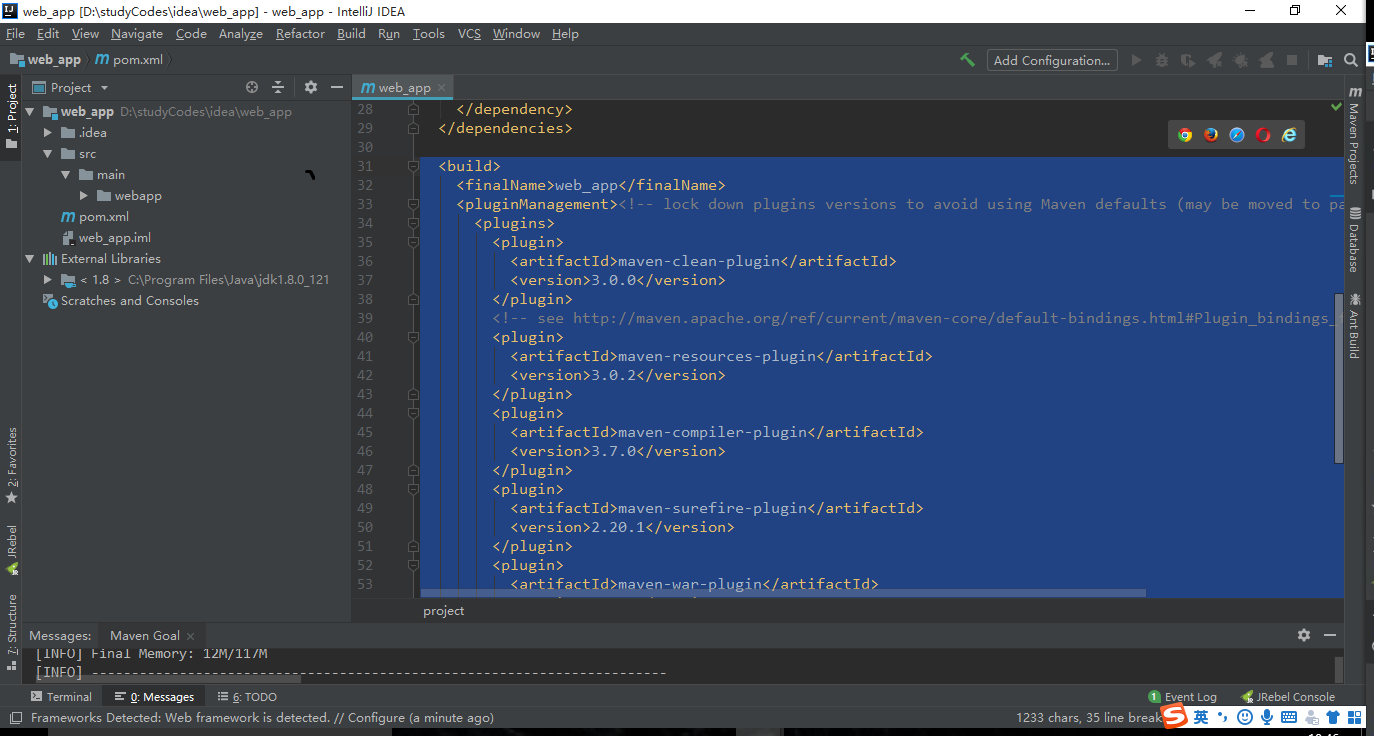 web_app [D:\studyCodes\idea\web_app] - web_app - IntelliJ IDEA
File Edit View Navigate Code Analyze Refactor Build Run Tools VCS Window Help
web_app pom.xml
Add Configuration...
1: Project
Project
web_app D:\studyCodes\idea\web_app
.idea
src
main
webapp
pom.xml
web_app.iml
External Libraries
< 1.8 > C:\Program Files\Java\jdk1.8.0_121
Scratches and Consoles
2: Favorites
JRebel
7: Structure
web_app
28 </dependency>
29 </dependencies>
30
31 <build>
32 <finalName>web_app</finalName>
33 <pluginManagement><!-- lock down plugins versions to avoid using Maven defaults (may be moved to pa
34 <plugins>
35 <plugin>
36 <artifactId>maven-clean-plugin</artifactId>
37 <version>3.0.0</version>
38 </plugin>
39 <!-- see http://maven.apache.org/ref/current/maven-core/default-bindings.html#Plugin_bindings_
40 <plugin>
41 <artifactId>maven-resources-plugin</artifactId>
42 <version>3.0.2</version>
43 </plugin>
44 <plugin>
45 <artifactId>maven-compiler-plugin</artifactId>
46 <version>3.7.0</version>
47 </plugin>
48 <plugin>
49 <artifactId>maven-surefire-plugin</artifactId>
50 <version>2.20.1</version>
51 </plugin>
52 <plugin>
53 <artifactId>maven-war-plugin</artifactId>
project
Maven Projects
Database
Ant Build
Messages: Maven Goal
[INFO] Final Memory: 12M/117M
[INFO] ------------------------------------------------------------------------
Terminal 0: Messages 6: TODO
1 Event Log JRebel Console
Frameworks Detected: Web framework is detected. // Configure (a minute ago)
1233 chars, 35 line break
英